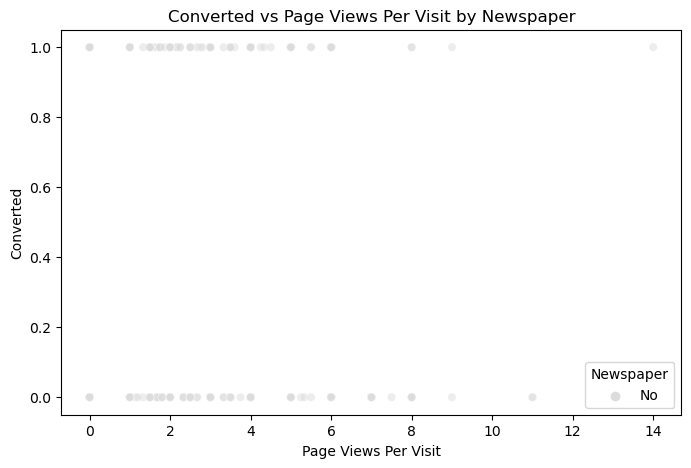 Converted vs Page Views Per Visit by Newspaper
1.0
0.8
0.6
0.4
0.2
0.0
Converted
Newspaper
No
0 2 4 6 8 10 12 14
Page Views Per Visit